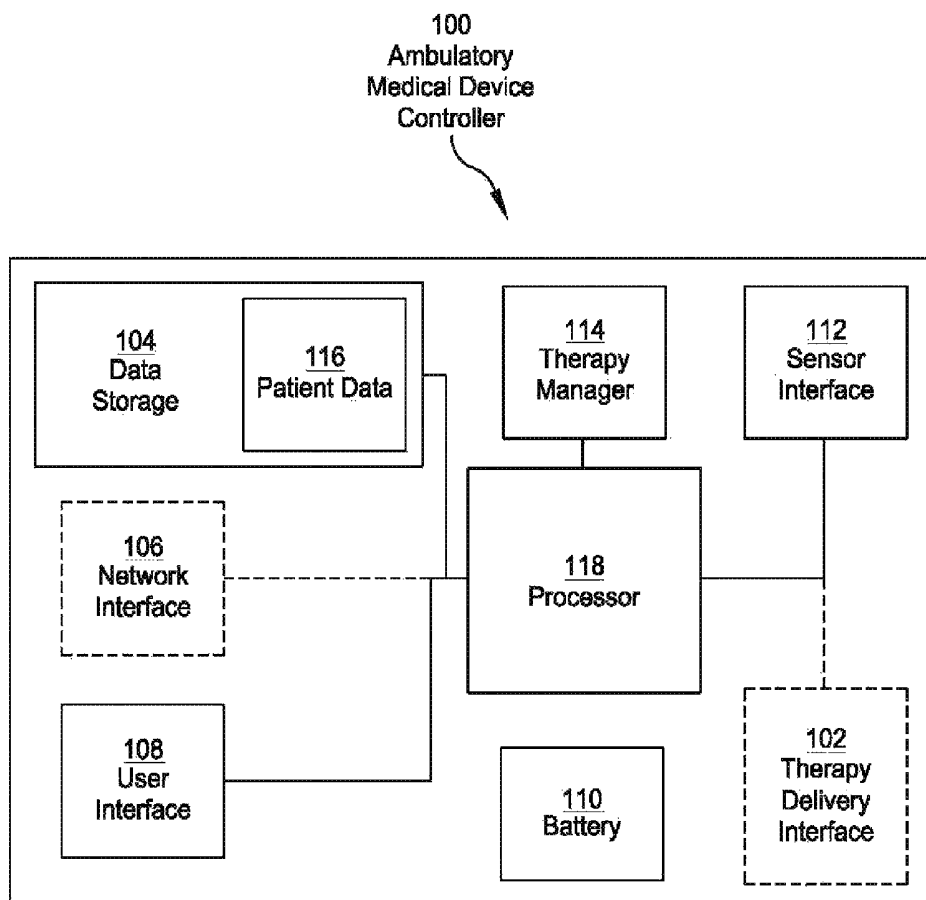 100
Ambulatory
Medical Device
Controller
104
Data
Storage
116
Patient Data
114
Therapy
Manager
112
Sensor
Interface
106
Network
Interface
118
Processor
108
User
Interface
110
Battery
102
Therapy
Delivery
Interface